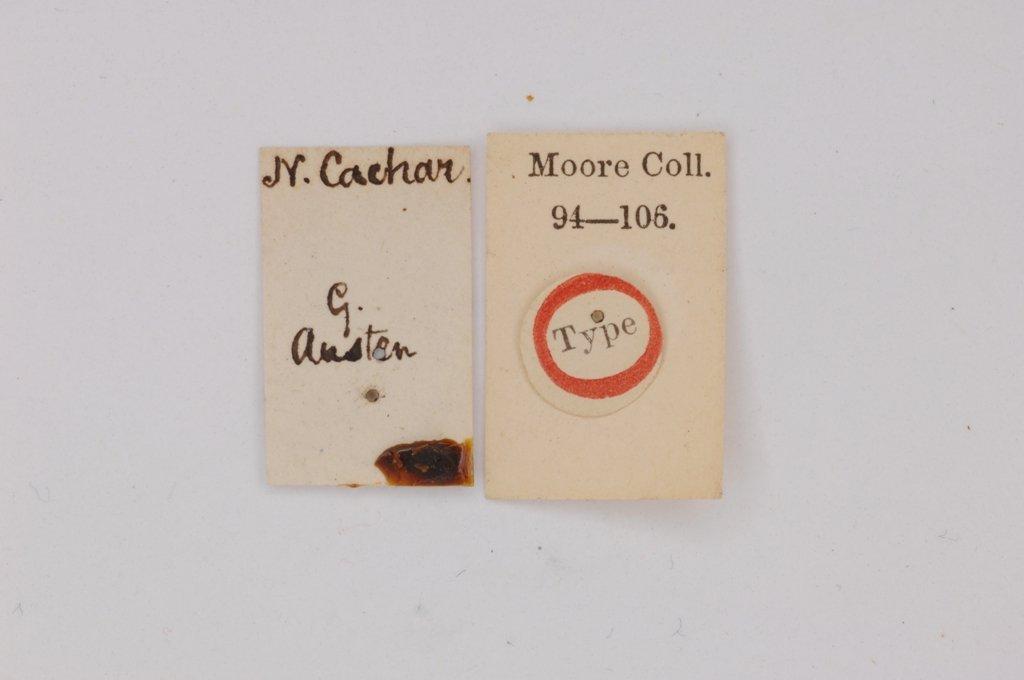 N. Cachar.
G.
Austen
Moore Coll.
94—106.
Type